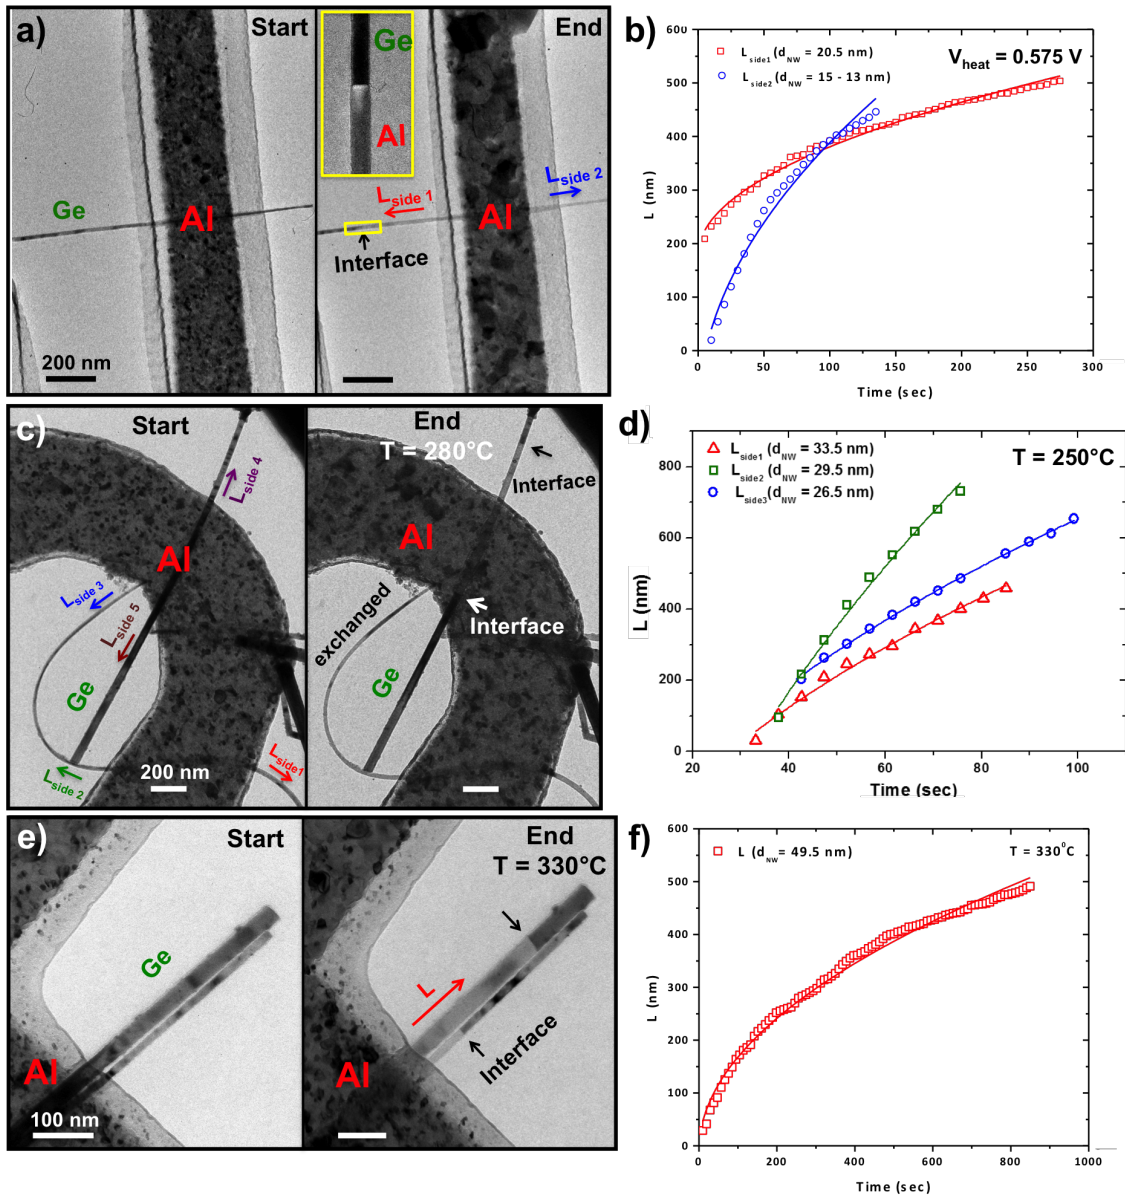 a)
Start
Ge
Al
200 nm
End
Ge
Al
L side 1
L side 2
Al
Interface
b)
L (nm)
600
500
400
300
200
100
0
L side1 (d NW = 20.5 nm)
L side2 (d NW = 15 - 13 nm)
V heat = 0.575 V
0 50 100 150 200 250 300
Time (sec)
c)
Start
L side 4
Al
L side 3
L side 5
Ge
L side 2
200 nm
L side1
End
T = 280°C
Interface
Al
exchanged
Interface
Ge
d)
L (nm)
800
600
400
200
0
L side1 (d NW = 33.5 nm)
L side2 (d NW = 29.5 nm)
L side3 (d NW = 26.5 nm)
T = 250°C
20 40 60 80 100
Time (sec)
e)
Start
Ge
Al
100 nm
End
T = 330°C
L
Interface
Al
f)
L (nm)
600
500
400
300
200
100
0
L (d NW = 49.5 nm)
T = 330°C
0 200 400 600 800 1000
Time (sec)